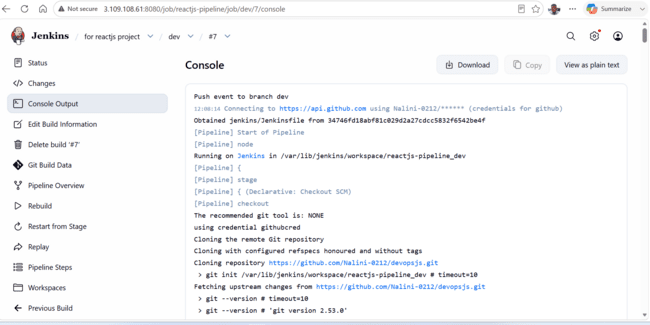 Not secure 3.109.108.61:8080/job/reactjs-pipeline/job/dev/7/console
Summarize
Jenkins / for reactjs project / dev / #7
Status
Changes
Console Output
Edit Build Information
Delete build '#7'
Git Build Data
Pipeline Overview
Rebuild
Restart from Stage
Replay
Pipeline Steps
Workspaces
Previous Build
Console
Download
Copy
View as plain text
Push event to branch dev
12:08:14 Connecting to https://api.github.com using Nalini-0212/****** (credentials for github)
Obtained jenkins/Jenkinsfile from 34746fd18abf81c029d2a27cdcc5832f6542be4f
[Pipeline] Start of Pipeline
[Pipeline] node
Running on Jenkins in /var/lib/jenkins/workspace/reactjs-pipeline_dev
[Pipeline] {
[Pipeline] stage
[Pipeline] { (Declarative: Checkout SCM)
[Pipeline] checkout
The recommended git tool is: NONE
using credential githubcred
Cloning the remote Git repository
Cloning with configured refspecs honoured and without tags
Cloning repository https://github.com/Nalini-0212/devopsjs.git
> git init /var/lib/jenkins/workspace/reactjs-pipeline_dev # timeout=10
Fetching upstream changes from https://github.com/Nalini-0212/devopsjs.git
> git --version # timeout=10
> git --version # 'git version 2.53.0'